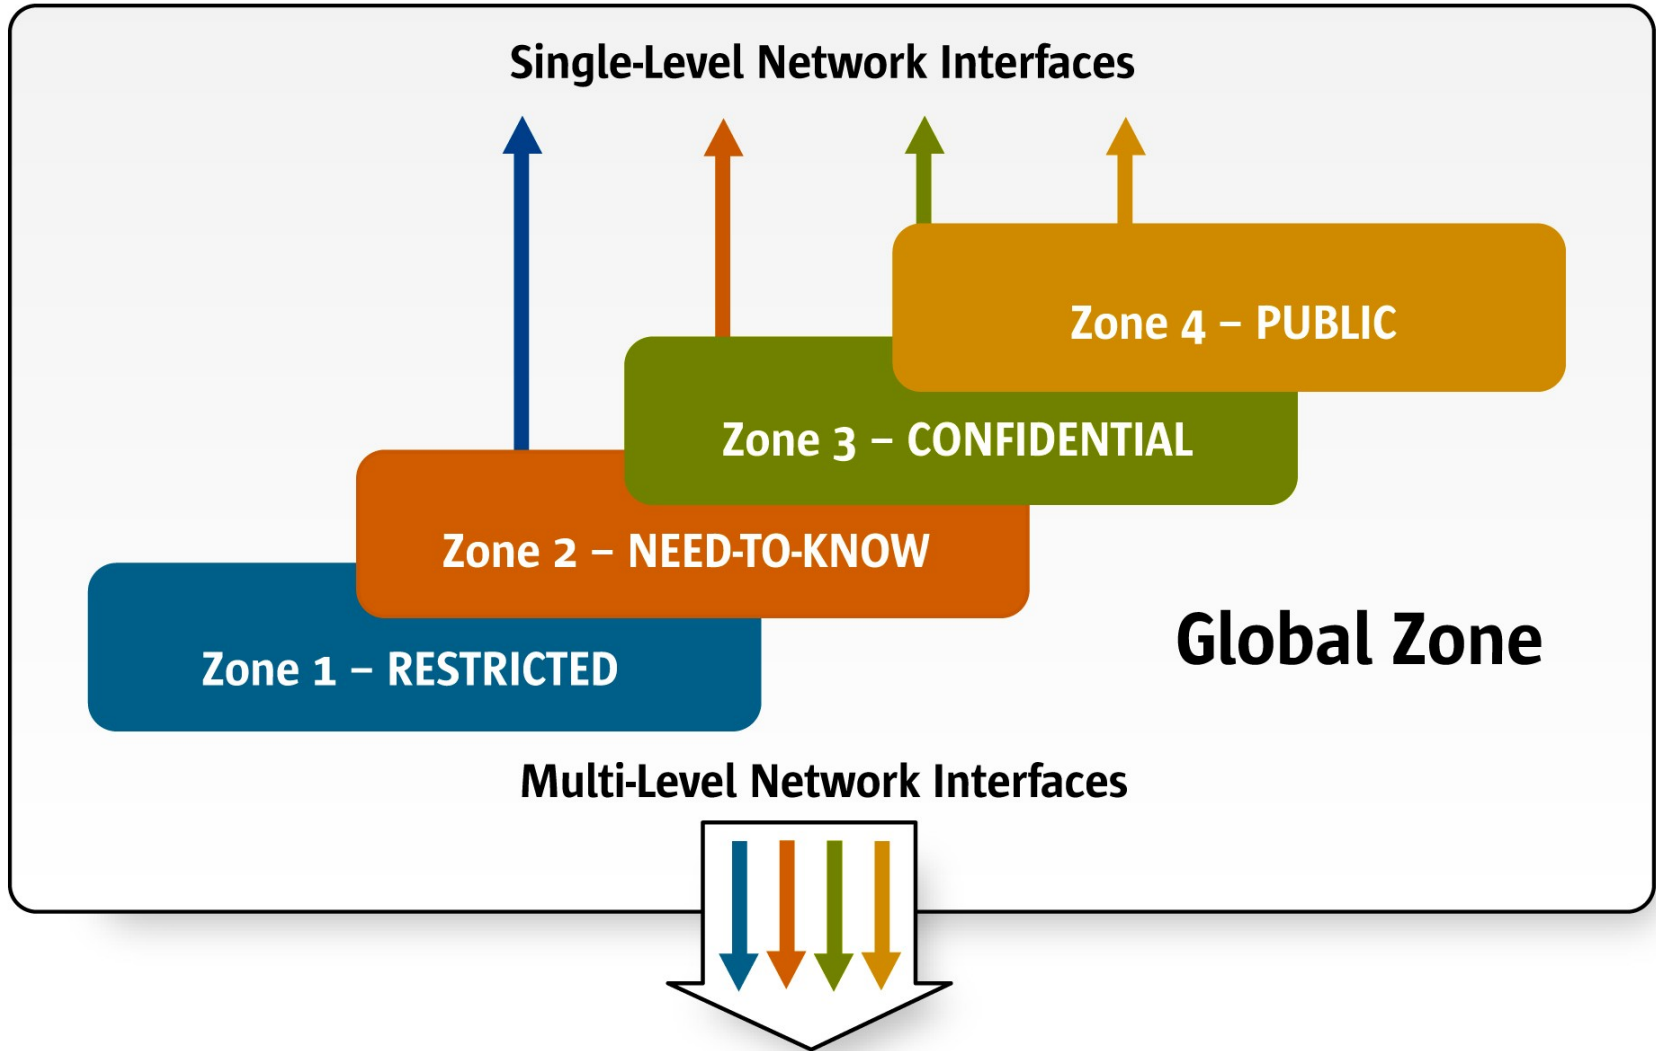 Single-Level Network Interfaces
Zone 4 – PUBLIC
Zone 3 – CONFIDENTIAL
Zone 2 – NEED-TO-KNOW
Global Zone
Zone 1 – RESTRICTED
Multi-Level Network Interfaces